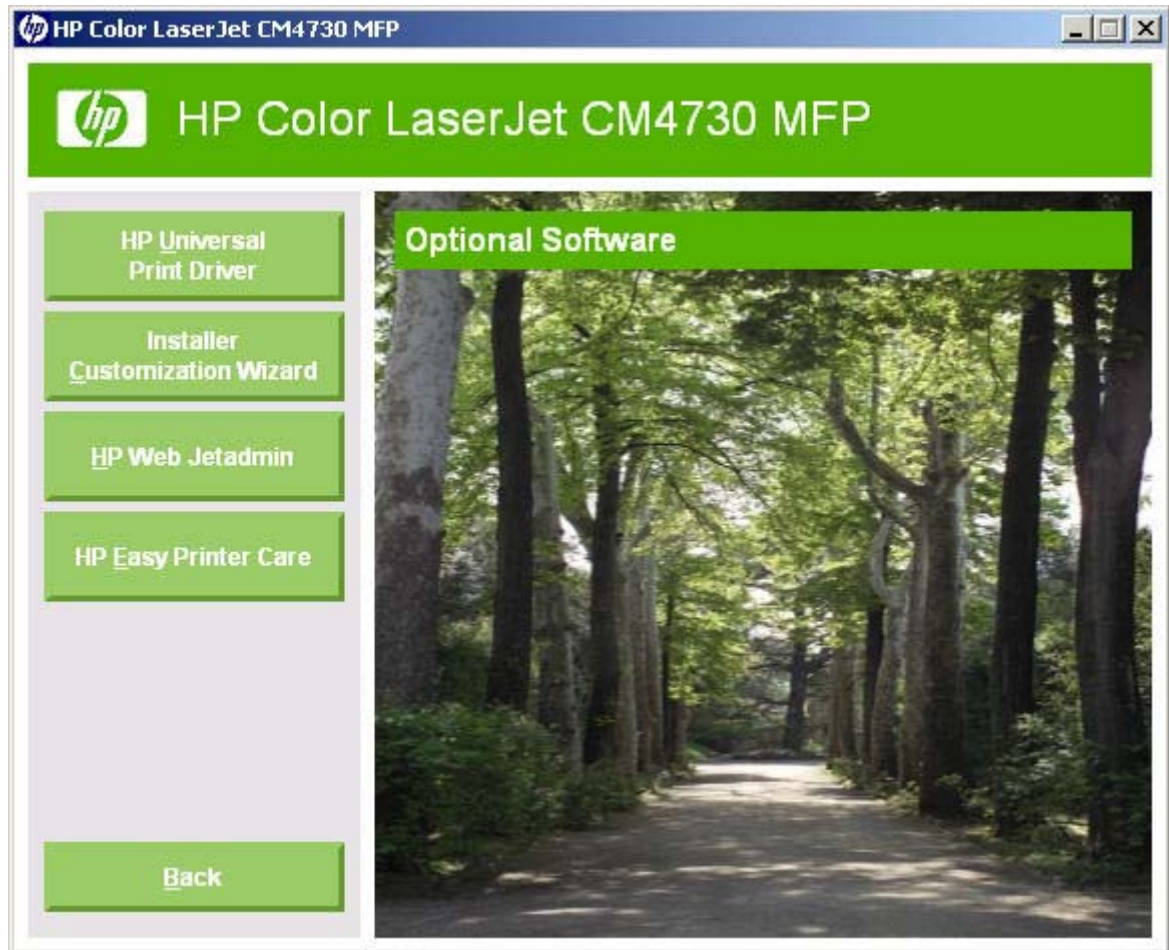 HP Color LaserJet CM4730 MFP
hp HP Color LaserJet CM4730 MFP
HP Universal
Print Driver
Installer
Customization Wizard
HP Web Jetadmin
HP Easy Printer Care
Back
Optional Software